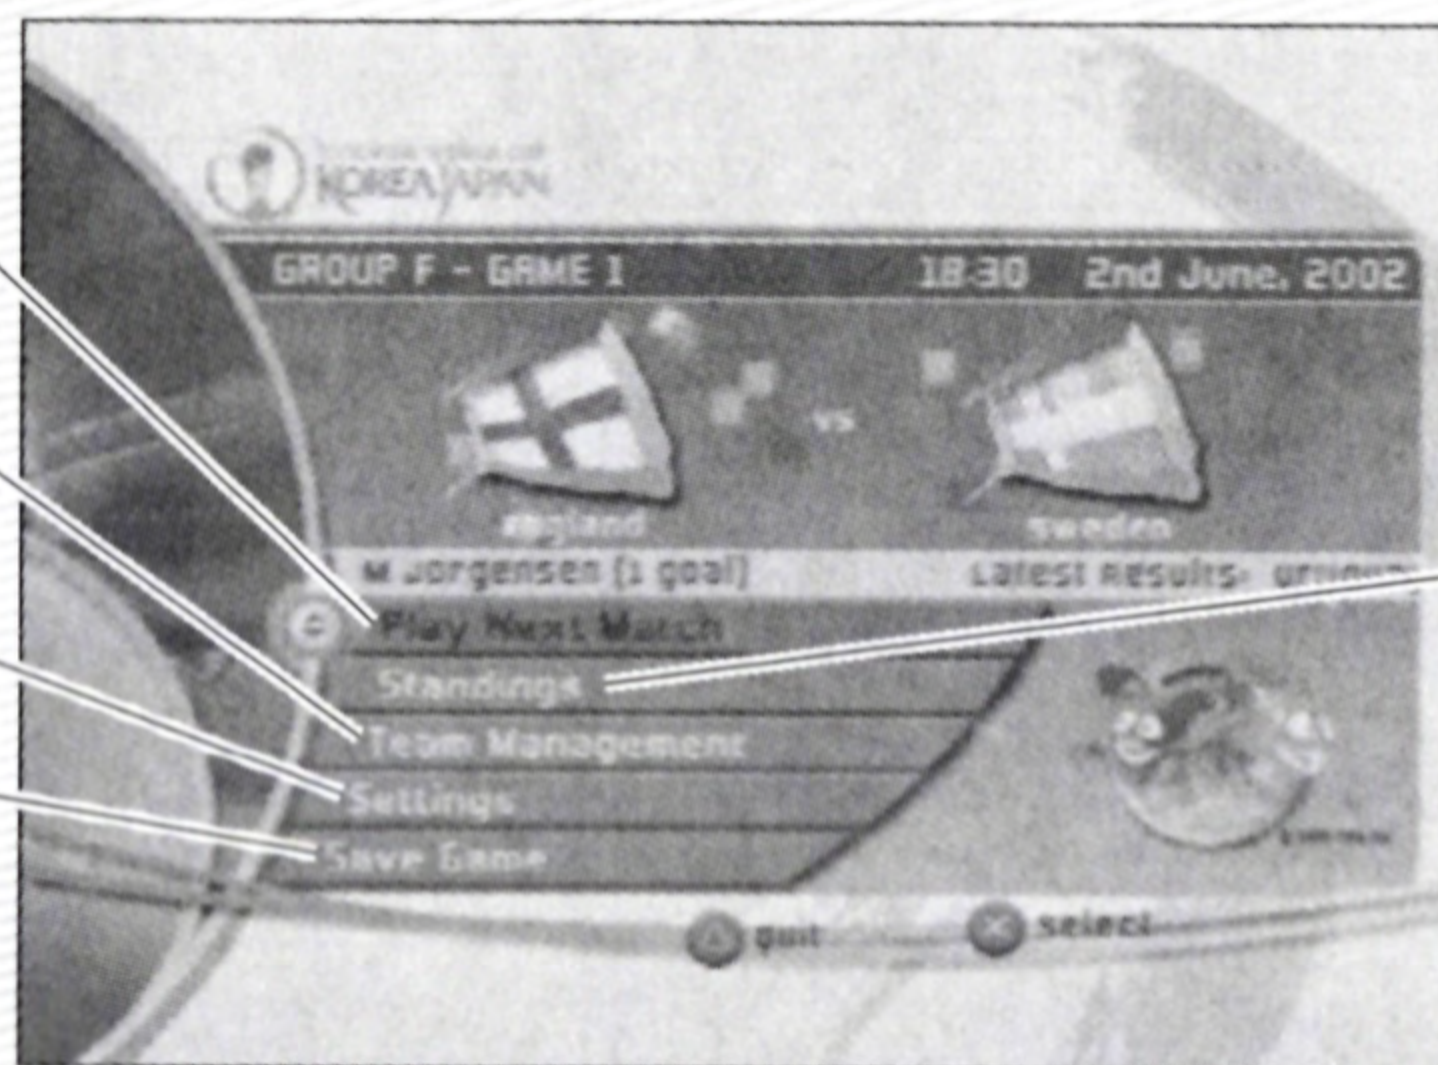 KOREA JAPAN
GROUP F - GAME 1 18:30 2nd June, 2002
vs
england sweden
M Jorgensen (1 goal) Latest Results:
Play Next Match
Standings
Team Management
Settings
Save Game
quit select